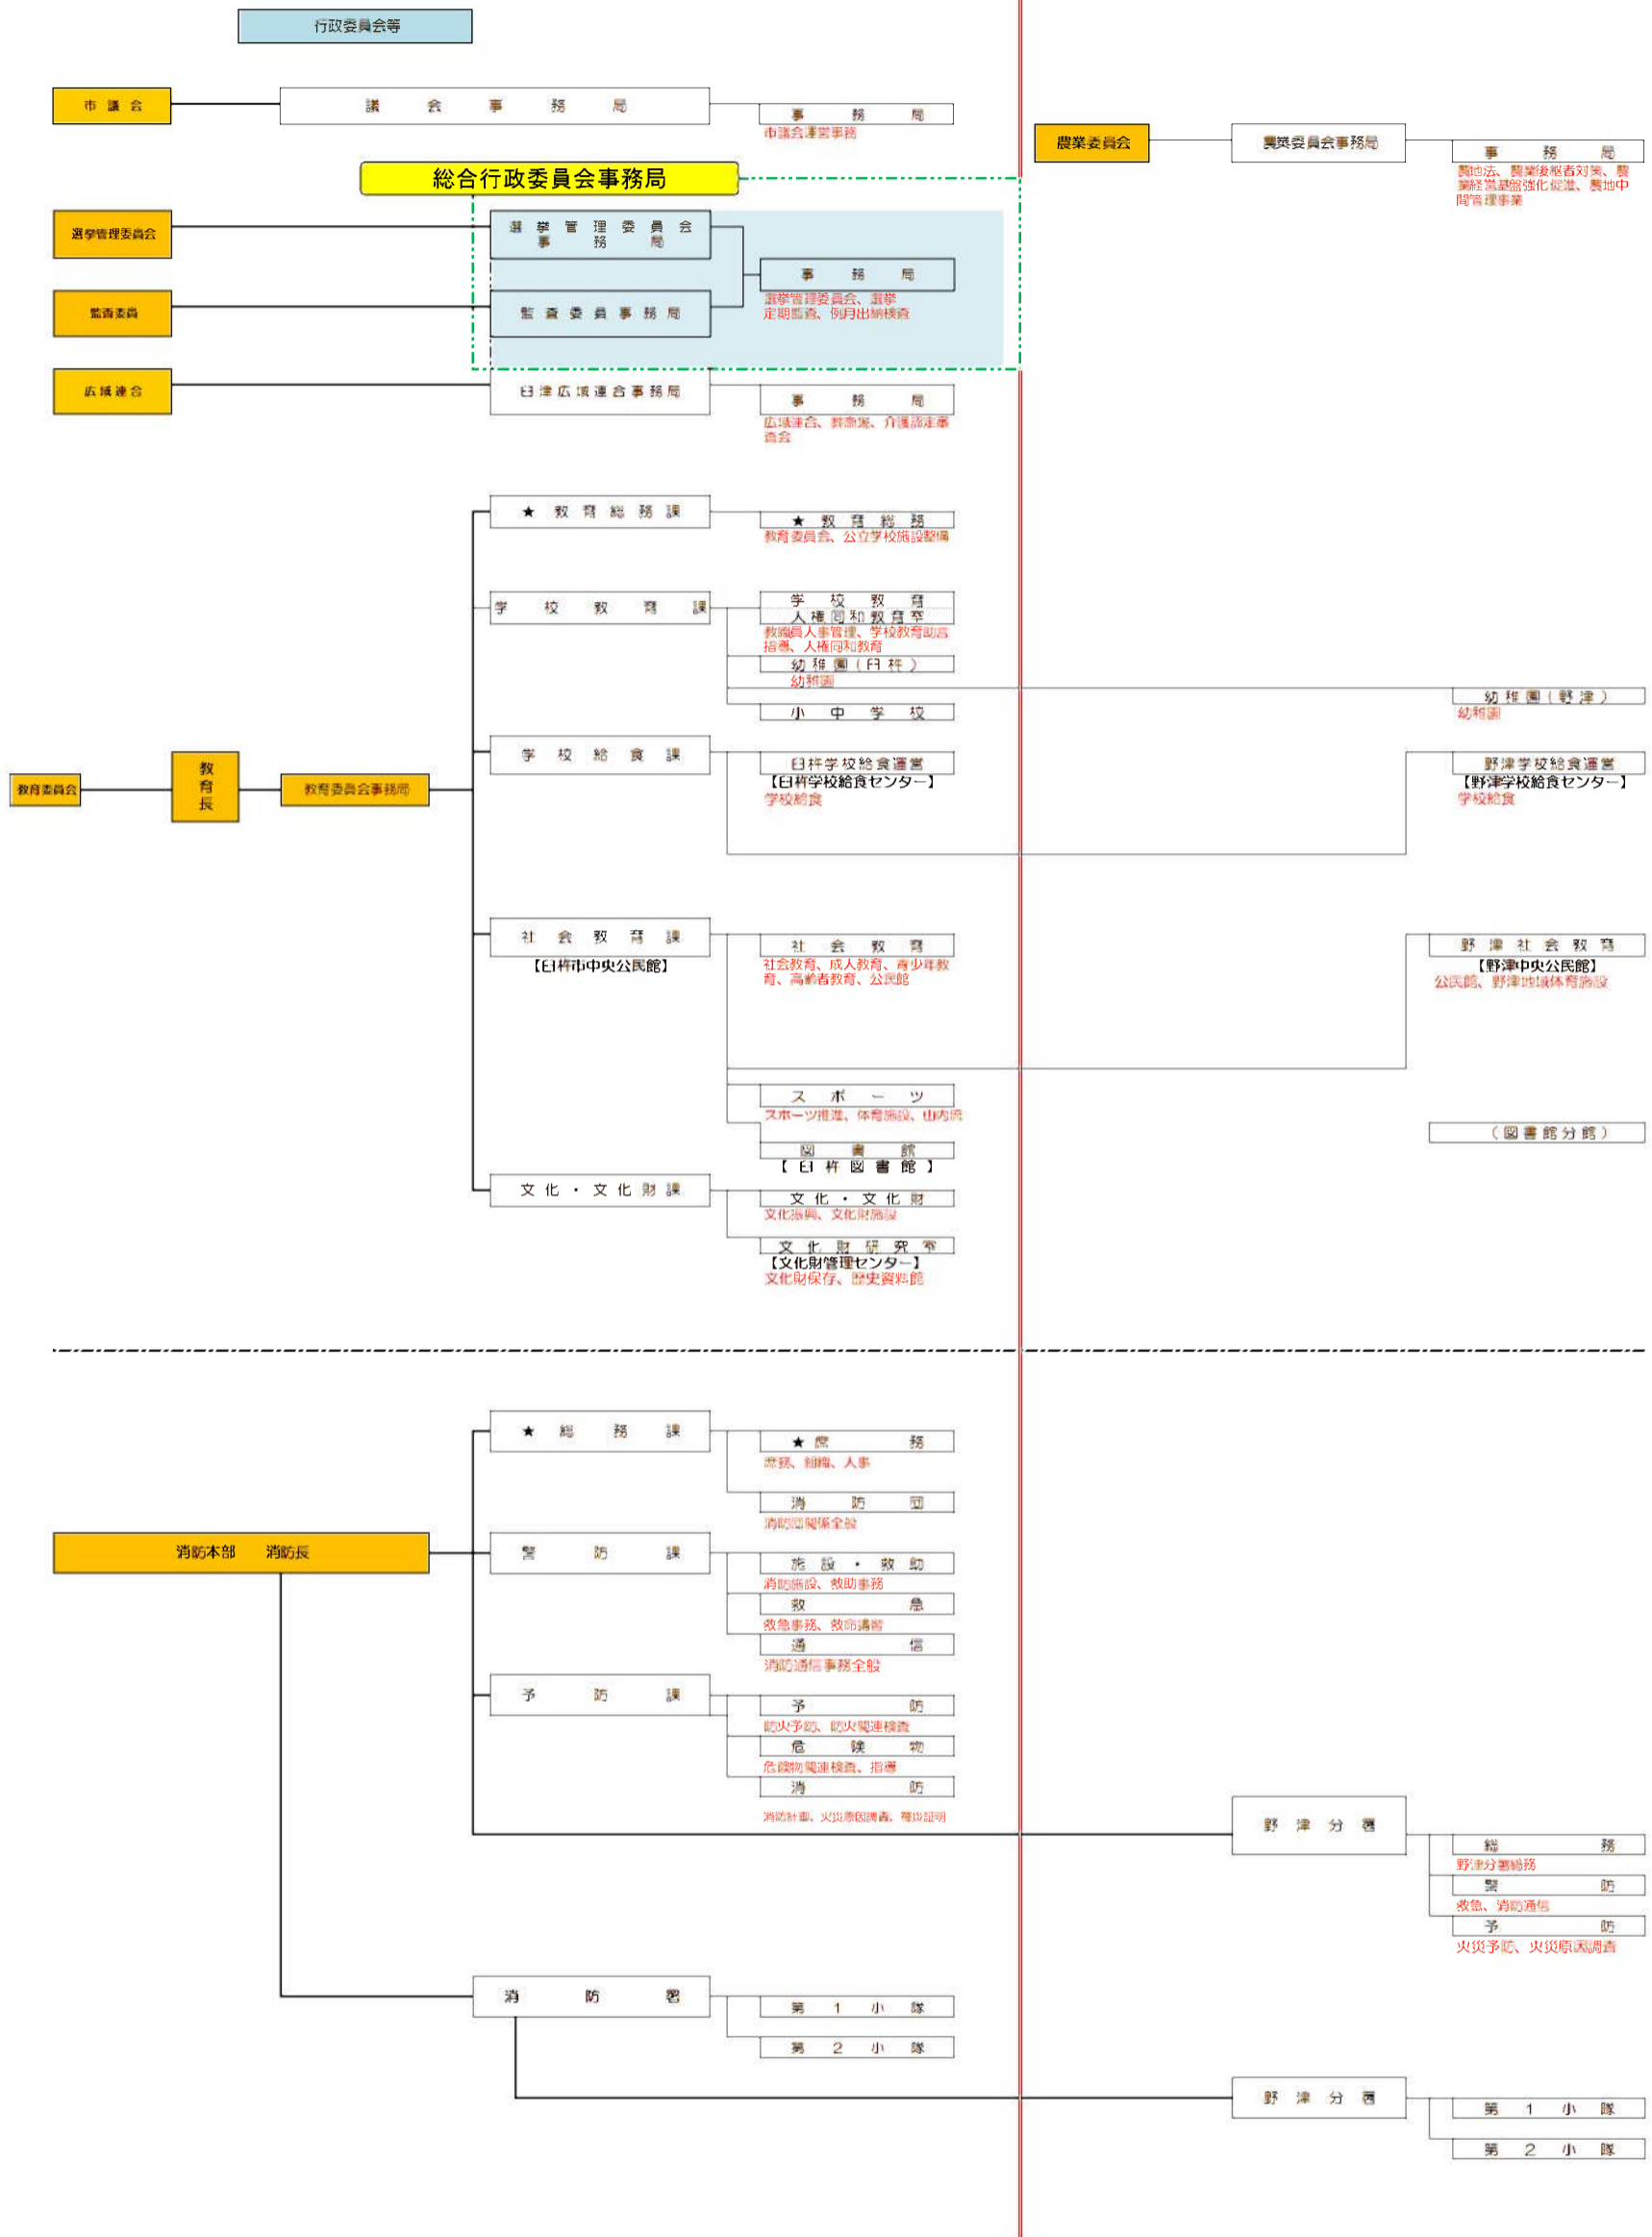 行政委員会等
市議会
議会事務局
事務局
市議会運営事務
農業委員会
農業委員会事務局
事務局
農地法、農業後継者対策、農
業経営基盤強化促進、農地中
間管理事業
総合行政委員会事務局
選挙管理委員会
選挙管理委員会
事務局
事務局
選挙管理委員会、選挙
定期監査、例月出納検査
監査委員
監査委員事務局
広域連合
臼津広域連合事務局
事務局
広域連合、葬斎場、介護認定審
査会
教育委員会
教育長
教育委員会事務局
★教育総務課
★教育総務
教育委員会、公立学校施設整備
学校教育課
学校教育
人権同和教育室
教職員人事管理、学校教育助言
指導、人権同和教育
幼稚園(臼杵)
幼稚園
幼稚園(野津)
幼稚園
小中学校
学校給食課
臼杵学校給食運営
【臼杵学校給食センター】
学校給食
野津学校給食運営
【野津学校給食センター】
学校給食
社会教育課
【臼杵市中央公民館】
社会教育
社会教育、成人教育、青少年教
育、高齢者教育、公民館
野津社会教育
【野津中央公民館】
公民館、野津地域体育施設
スポーツ
スポーツ推進、体育施設、山内流
図書館
【臼杵図書館】
(図書館分館)
文化・文化財課
文化・文化財
文化振興、文化財施設
文化財研究室
【文化財管理センター】
文化財保存、歴史資料館
消防本部 消防長
★総務課
★庶務
庶務、組織、人事
消防団
消防団関係全般
警防課
施設・救助
消防施設、救助事務
救急
救急事務、救命講習
通信
消防通信事務全般
予防課
予防
防火予防、防火関連検査
危険物
危険物関連検査、指導
消防
消防計画、火災原因調査、罹災証明
野津分署
総務
野津分署総務
警防
救急、消防通信
予防
火災予防、火災原因調査
消防署
第1小隊
第2小隊
野津分署
第1小隊
第2小隊